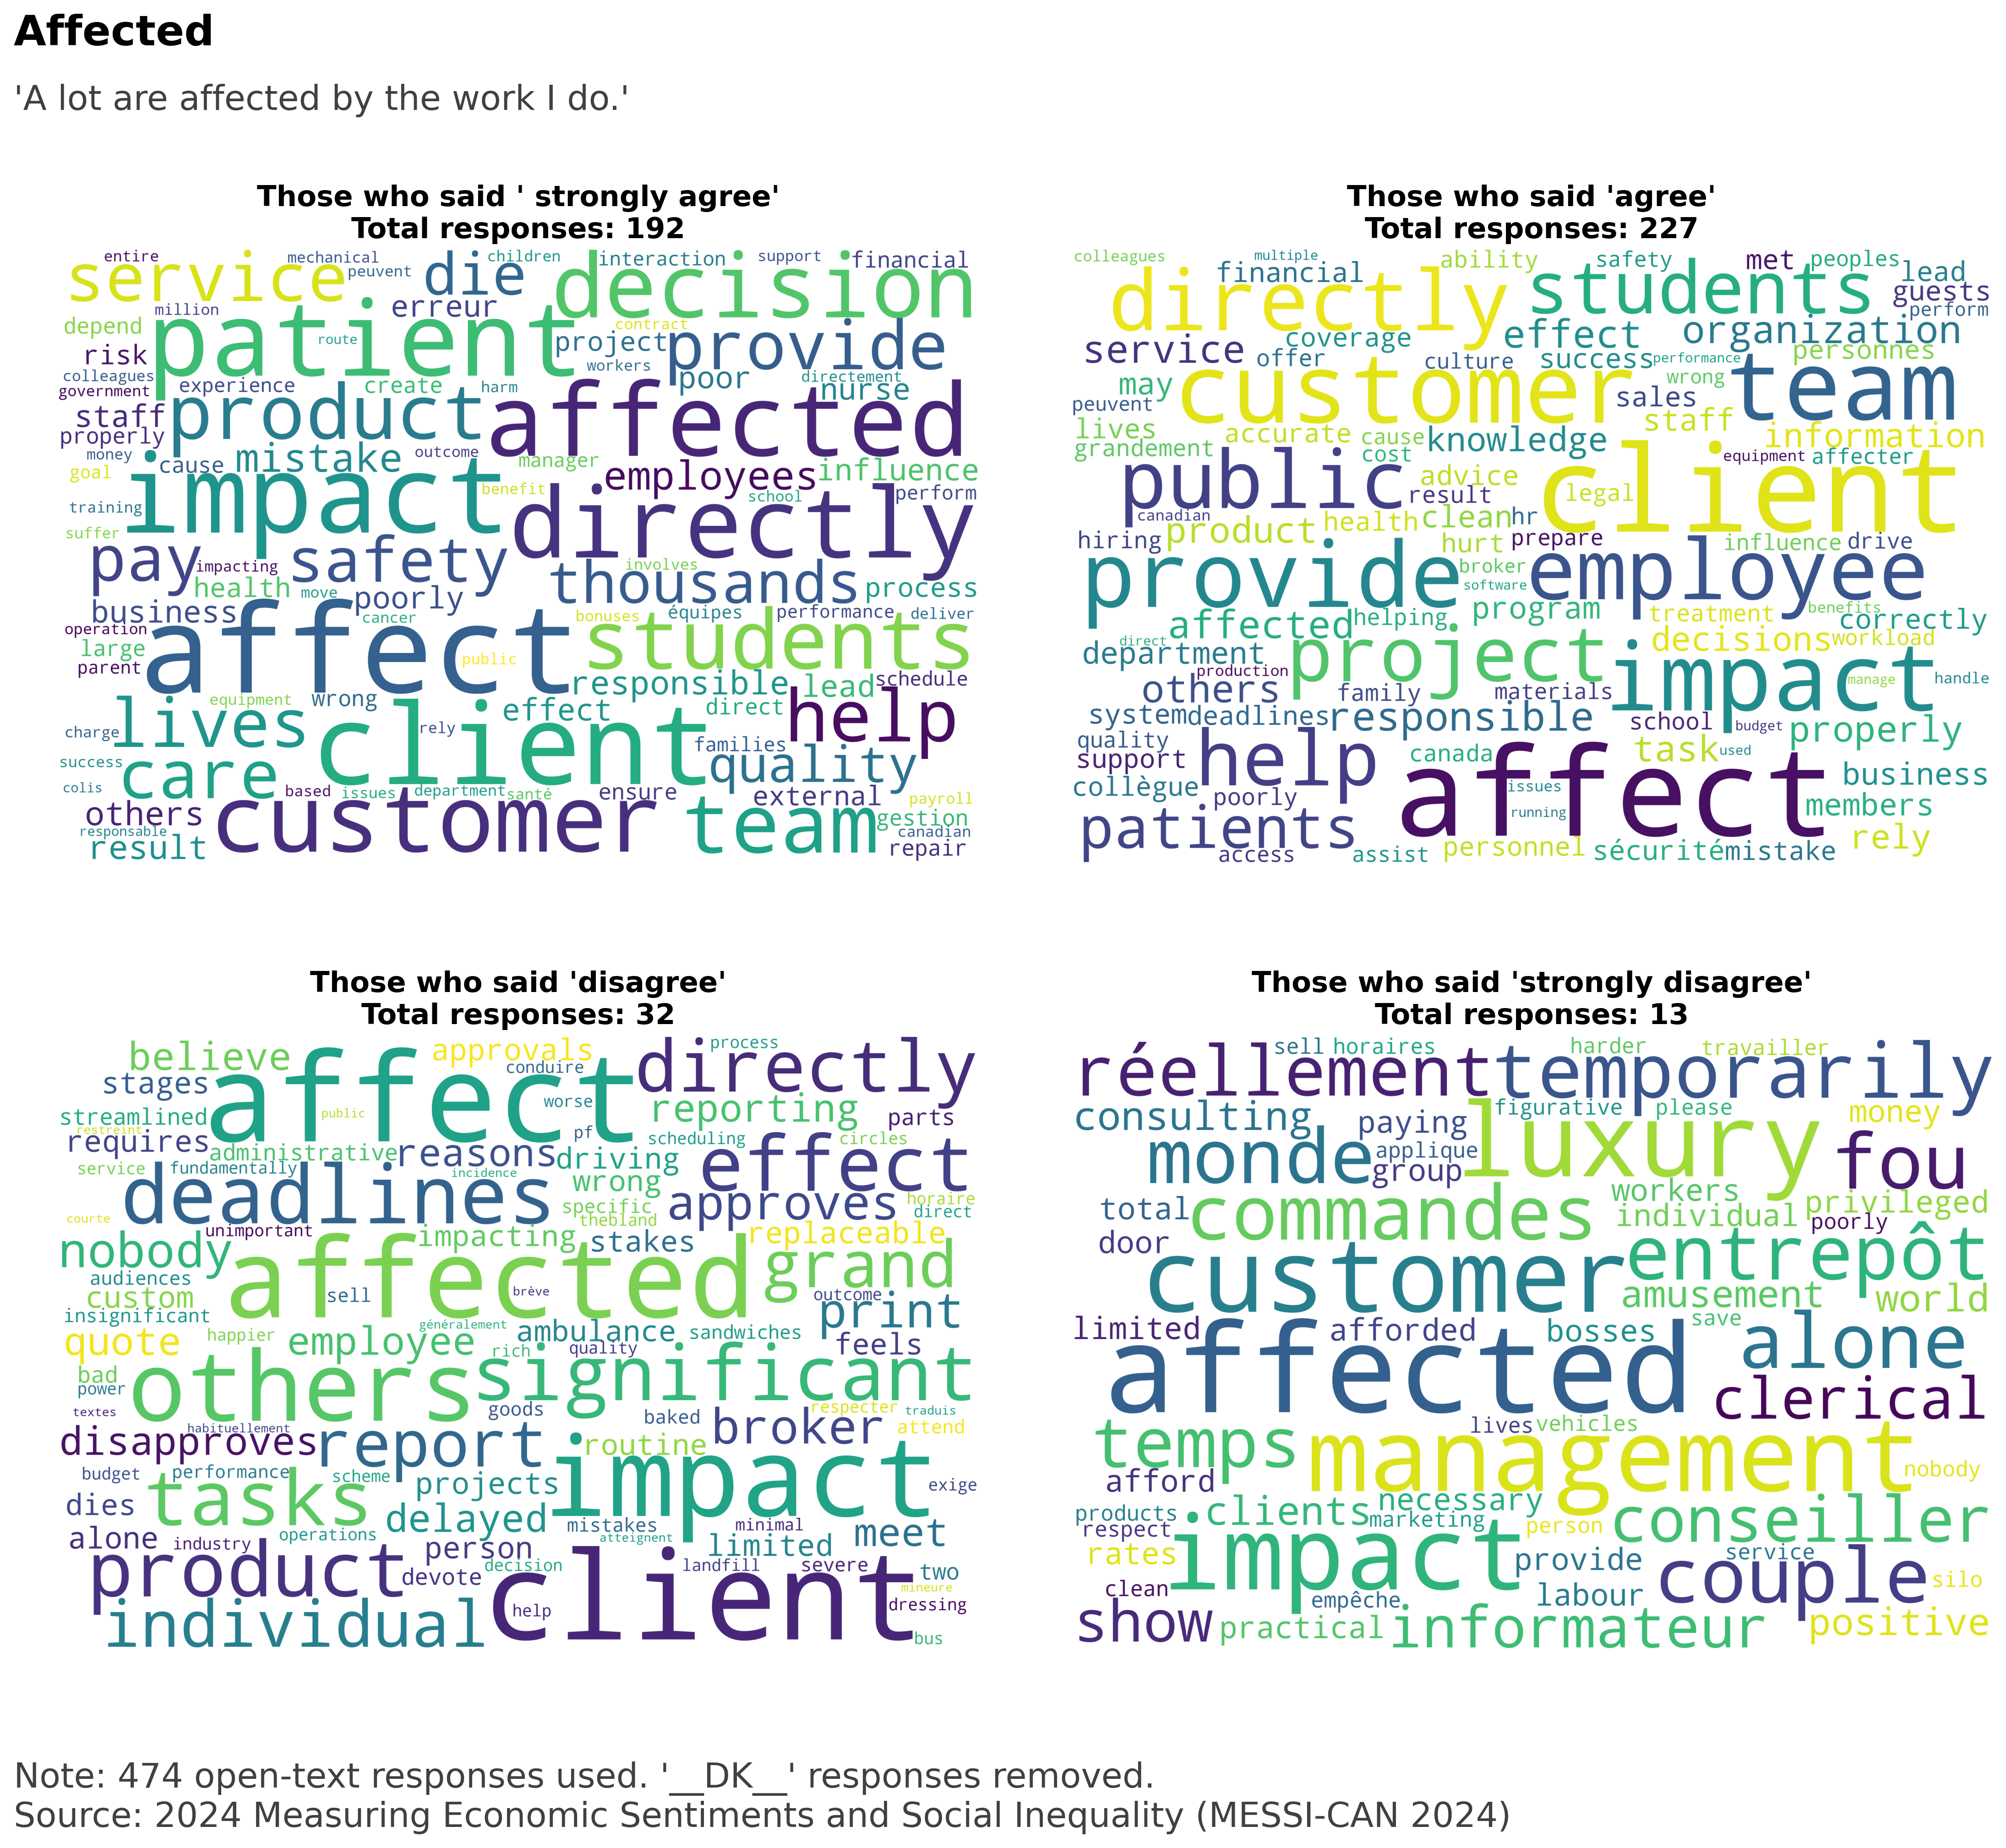 Affected
'A lot are affected by the work I do.'
Those who said ' strongly agree'
Total responses: 192
entire mechanical children interaction support financial
service peuvent die decision
million erreur
depend patient route contract
risk project provide
colleagues workers poor directement
government experience create harm nurse
staff product affected
properly
money cause mistake outcome manager employees influence
goal impact benefit school perform
training directly
suffer
pay impacting safety involves
health move poorly thousands process
business cancer bonuses équipes performance deliver
operation affect students
large public
parent responsible lead schedule
equipment wrong effect direct help
charge lives client rely families
success care quality
colis based issues department santé ensure external payroll
others customer team gestion
responsable canadian
result repair
Those who said 'agree'
Total responses: 227
colleagues multiple ability safety met peoples lead
financial directly students guests
perform
coverage effect organization
service offer culture success performance personnes
may customer wrong team
peuvent sales
lives accurate cause knowledge staff information
grandement cost equipment affecter
public advice client
result legal
canadian product health clean hr
hiring hurt prepare influence drive
provide broker employee
software
program treatment benefits
affected helping correctly
direct decisions workload
department project impact
production manage handle
others family materials
system deadlines responsible school budget properly
quality help canada task used
support affect business
collègue poorly issues members
patients running rely
access assist personnel sécurité mistake
Those who said 'disagree'
Total responses: 32
believe affect approvals process directly
stages conduire
streamlined public worse reporting parts
restreint pf
requires administrative reasons scheduling circles
service fundamentally incidence driving effect
deadlines wrong
specific approves horaire
courte thebland direct
unimportant impacting stakes replaceable
nobody affected grand
audiences
custom sell brève outcome
insignificant généralement print
quote happier employee ambulance sandwiches feels
bad rich quality
power others significant
textes goods baked respecter traduis
habituellement broker attend
disapproves report routine impact
budget performance scheme projects exige
dies tasks
delayed mistakes minimal meet
alone industry operations atteignent limited
person decision landfill severe two
product devote client mineure
help dressing
individual bus
Those who said 'strongly disagree'
Total responses: 13
réellement sell horaires harder travailler temporarily
consulting figurative please money
paying luxury
monde applique fou
group
total commandes workers privileged
individual poorly
door customer entrepôt
amusement world
limited afforded bosses save
affected alone
clerical
temps lives vehicles
management
afford nobody
products clients necessary
respect marketing person conseiller
rates impact provide service
clean couple silo
empêche labour
show practical informateur positive
Note: 474 open-text responses used. '__DK__' responses removed.
Source: 2024 Measuring Economic Sentiments and Social Inequality (MESSI-CAN 2024)